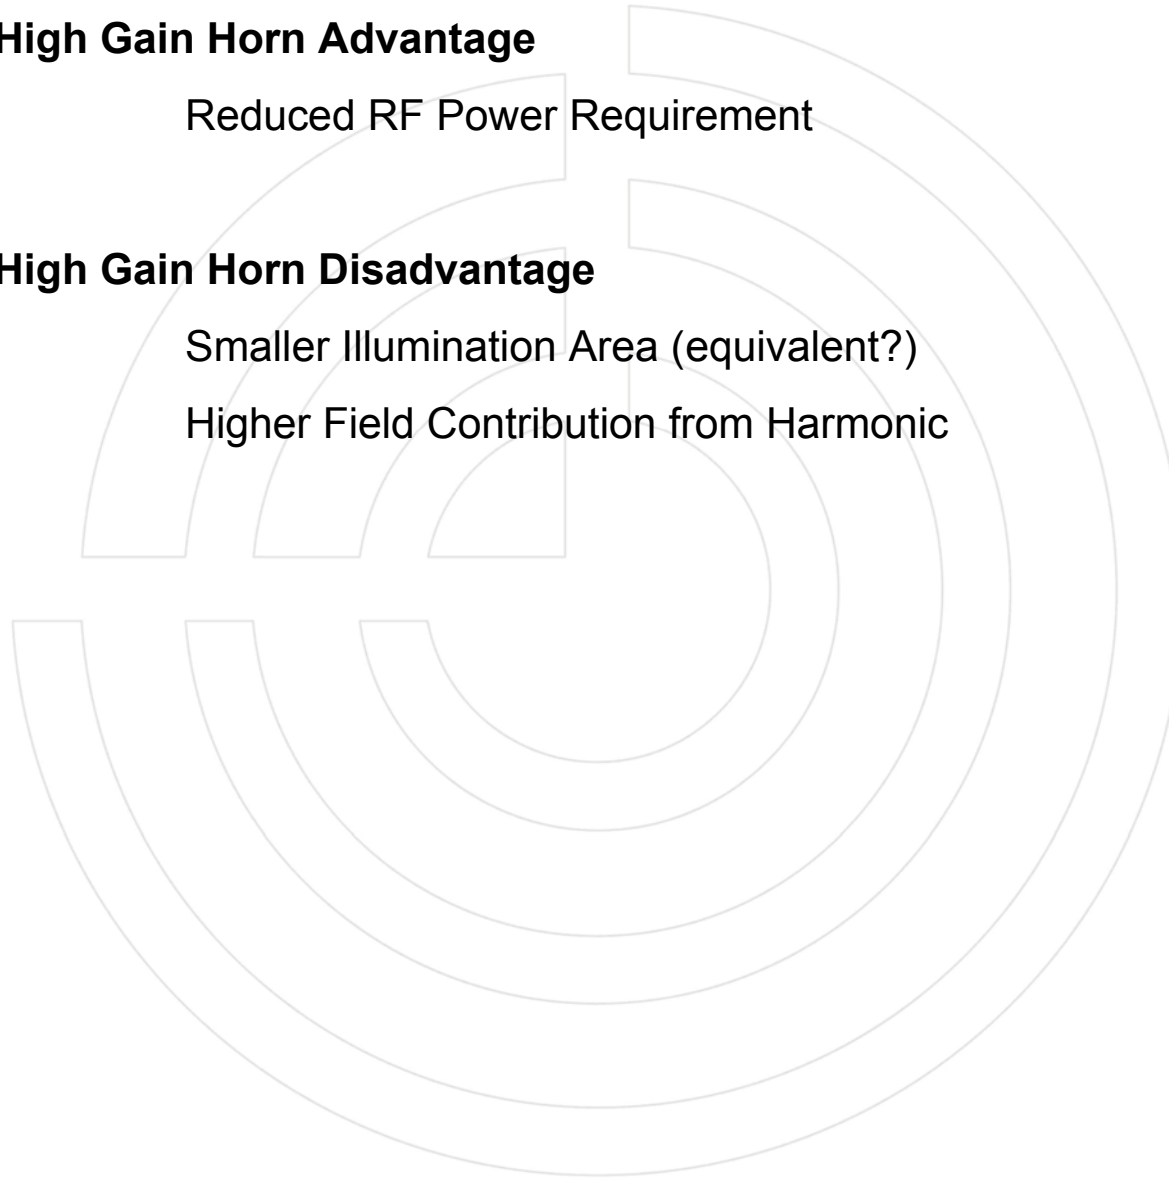 High Gain Horn Advantage
Reduced RF Power Requirement
High Gain Horn Disadvantage
Smaller Illumination Area (equivalent?)
Higher Field Contribution from Harmonic